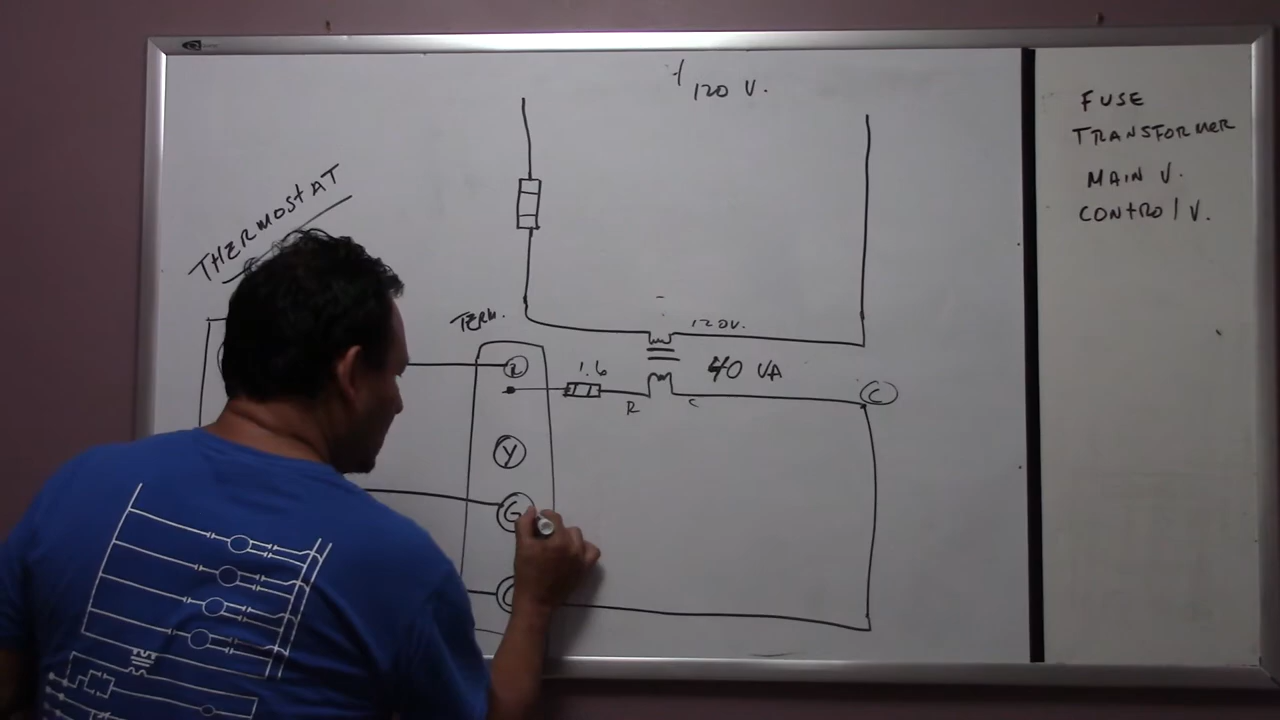 120 V.
THERMOSTAT
TERM.
120V.
R
1.6
40 VA
R
C
C
Y
G
FUSE
TRANSFORMER
MAIN V.
CONTROL V.